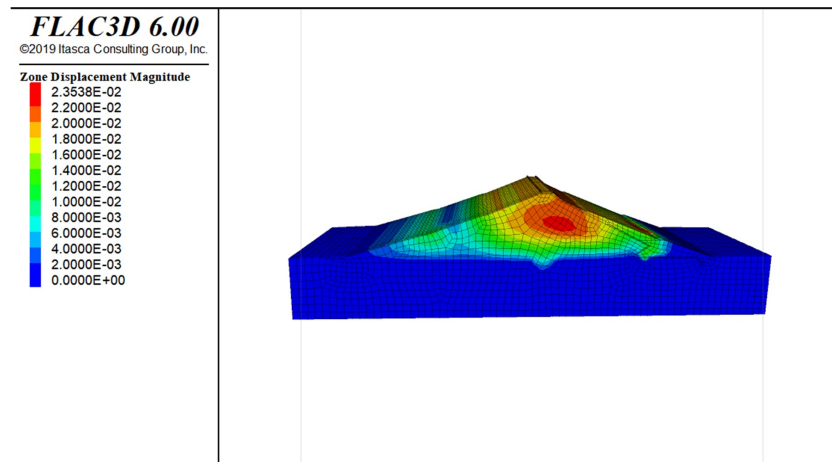 FLAC3D 6.00
©2019 Itasca Consulting Group, Inc.
Zone Displacement Magnitude
2.3538E-02
2.2000E-02
2.0000E-02
1.8000E-02
1.6000E-02
1.4000E-02
1.2000E-02
1.0000E-02
8.0000E-03
6.0000E-03
4.0000E-03
2.0000E-03
0.0000E+00